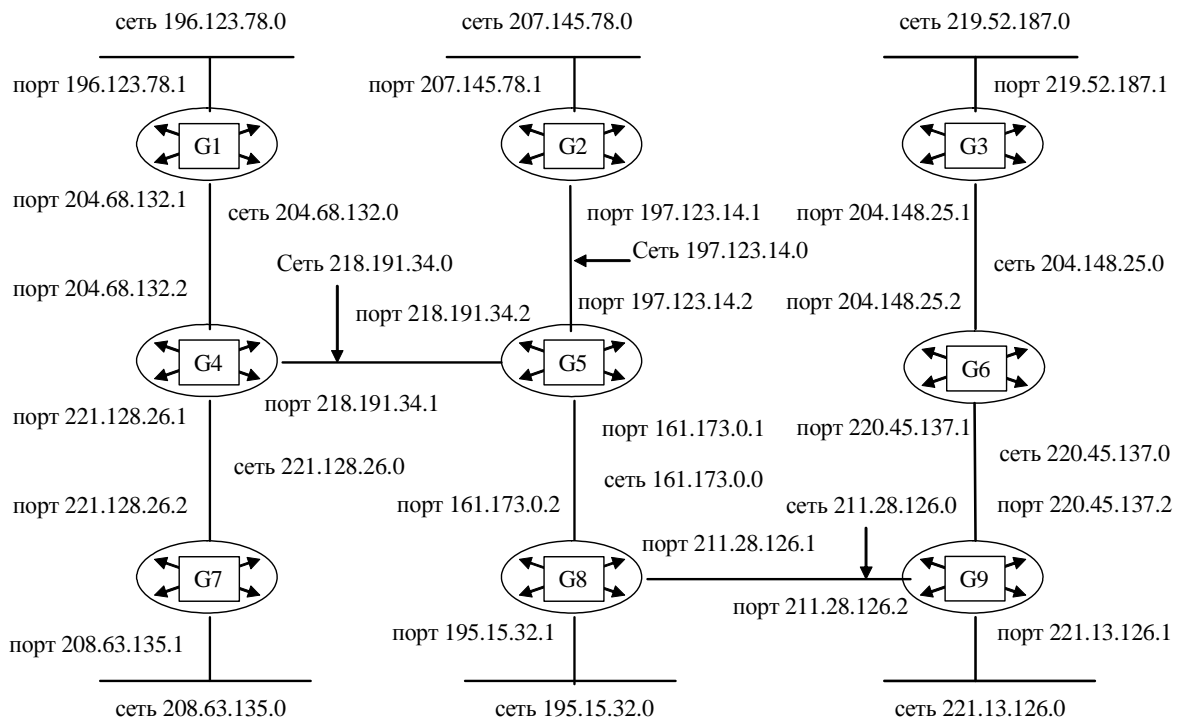 сеть 196.123.78.0
сеть 207.145.78.0
сеть 219.52.187.0
порт 196.123.78.1
порт 207.145.78.1
порт 219.52.187.1
G1
G2
G3
порт 204.68.132.1
сеть 204.68.132.0
порт 197.123.14.1
порт 204.148.25.1
Сеть 197.123.14.0
Сеть 218.191.34.0
сеть 204.148.25.0
порт 204.68.132.2
порт 218.191.34.2
порт 197.123.14.2
порт 204.148.25.2
G4
G5
G6
порт 218.191.34.1
порт 221.128.26.1
порт 161.173.0.1
порт 220.45.137.1
сеть 221.128.26.0
сеть 161.173.0.0
сеть 220.45.137.0
порт 221.128.26.2
порт 161.173.0.2
сеть 211.28.126.0
порт 220.45.137.2
порт 211.28.126.1
G7
G8
G9
порт 211.28.126.2
порт 208.63.135.1
порт 195.15.32.1
порт 221.13.126.1
сеть 208.63.135.0
сеть 195.15.32.0
сеть 221.13.126.0